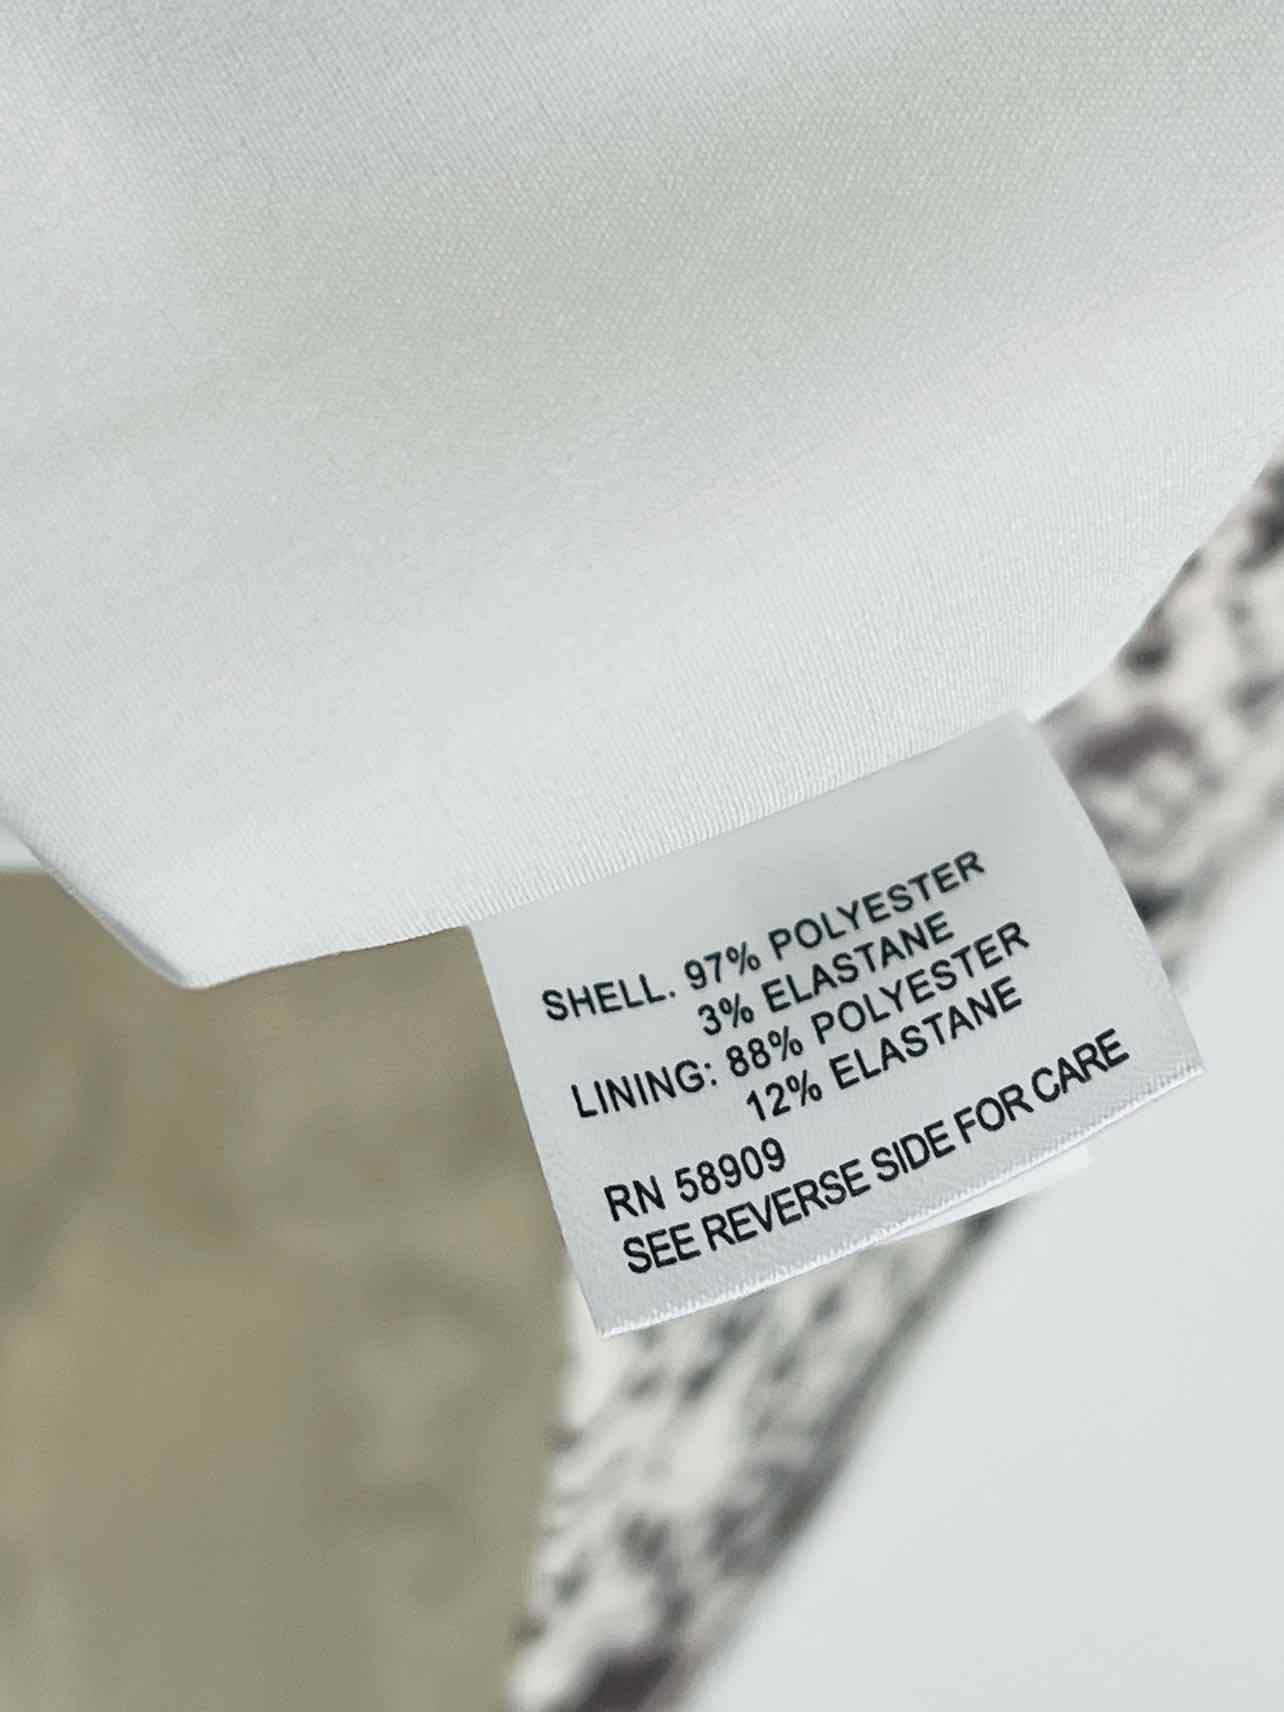 SHELL. 97% POLYESTER
3% ELASTANE
LINING: 88% POLYESTER
12% ELASTANE
RN 58909
SEE REVERSE SIDE FOR CARE